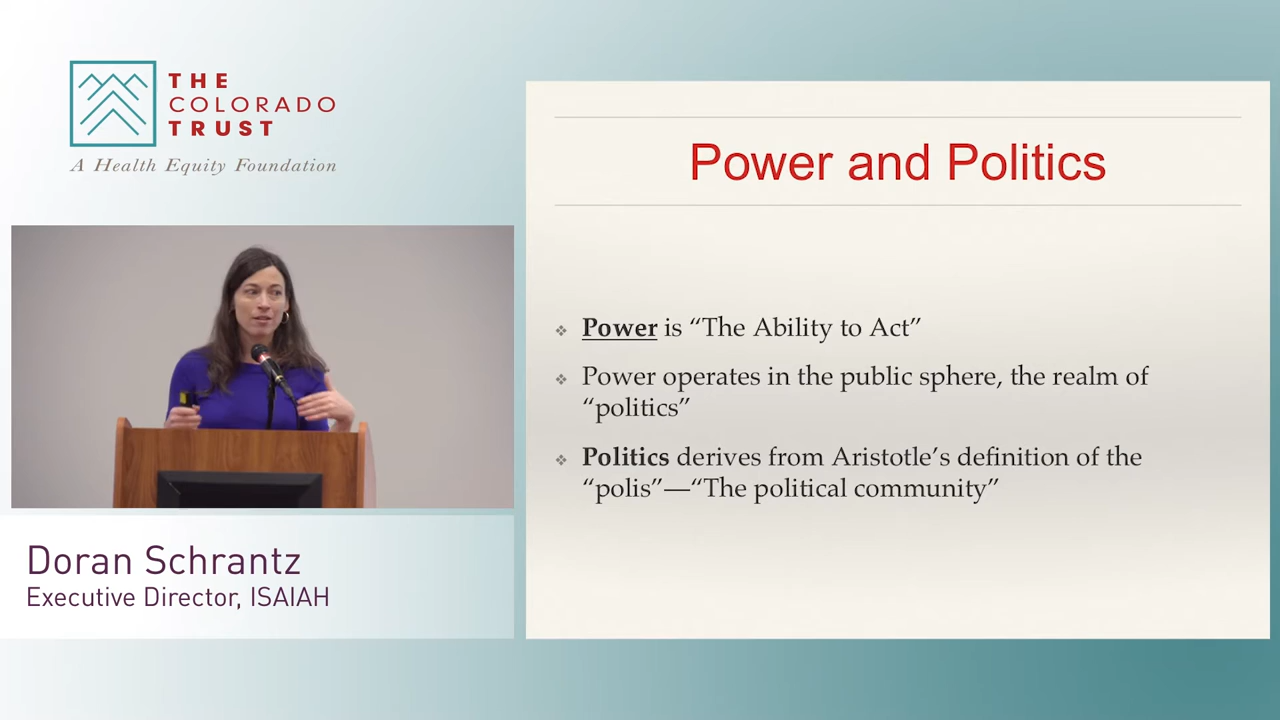 THE
COLORADO
TRUST
A Health Equity Foundation
Doran Schrantz
Executive Director, ISAIAH
Power and Politics
❖ Power is “The Ability to Act”
❖ Power operates in the public sphere, the realm of
“politics”
❖ Politics derives from Aristotle’s definition of the
“polis”—“The political community”